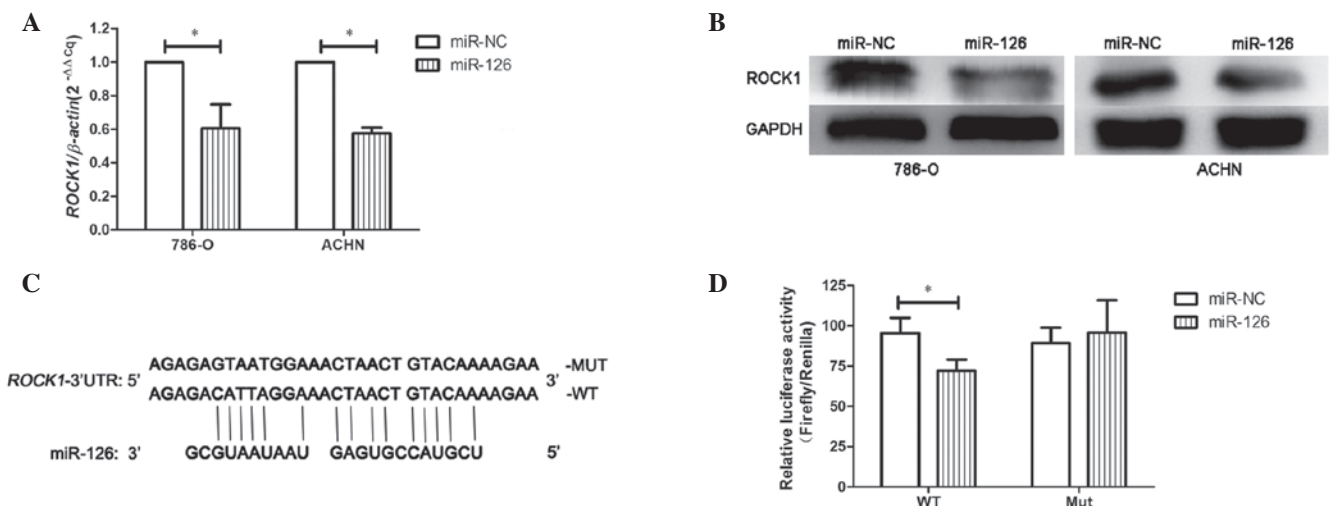 A
ROCK1/β-actin(2 -ΔΔCq)
1.2
1.0
0.8
0.6
0.4
0.2
0.0
*
*
miR-NC
miR-126
786-O
ACHN
B
miR-NC
miR-126
miR-NC
miR-126
ROCK1
GAPDH
786-O
ACHN
C
AGAGAGTAATGGAAACTAACT GTACAAAAGAA -MUT
ROCK1-3'UTR: 5' 3'
AGAGACATTAGGAAACTAACT GTACAAAAGAA -WT
miR-126: 3' GCGUAAUAAU GAGUGCCAUGCU 5'
D
Relative luciferase activity
(Firefly/Renilla)
125
100
75
50
25
0
*
miR-NC
miR-126
WT
Mut